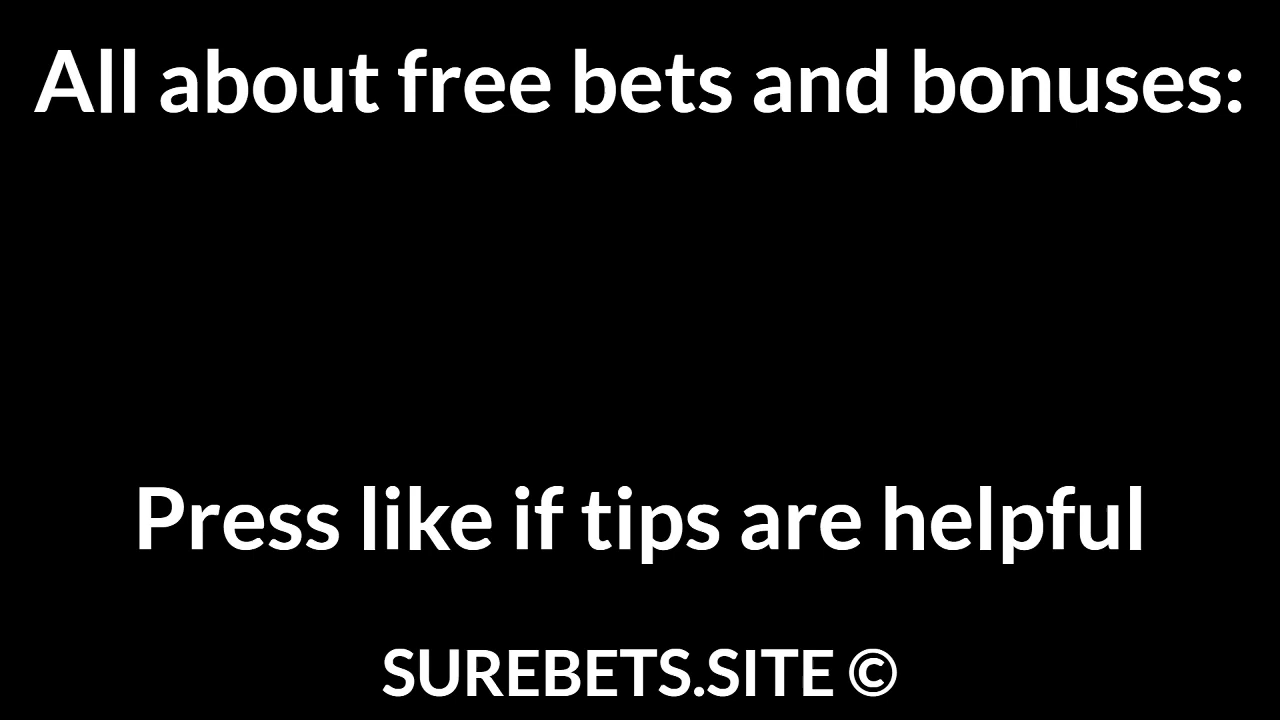 All about free bets and bonuses:
Press like if tips are helpful
SUREBETS.SITE ©